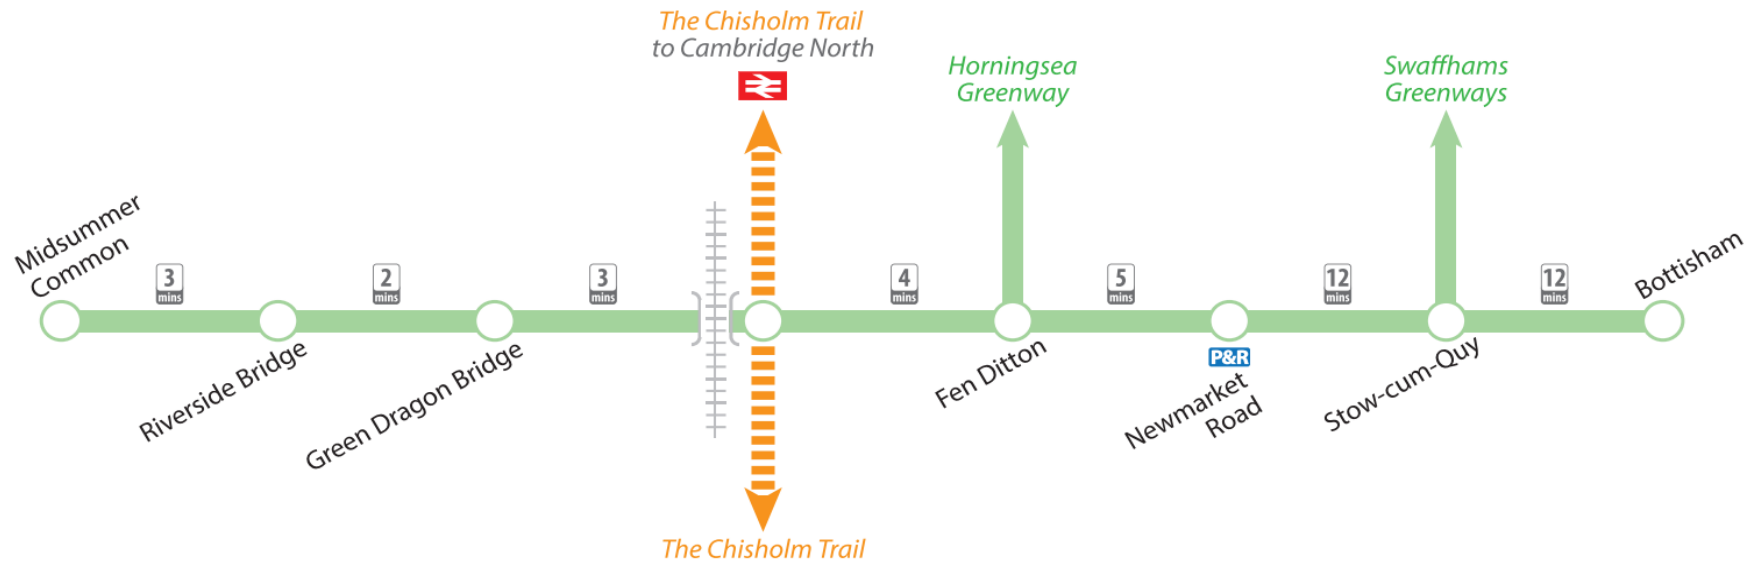 The Chisholm Trail
to Cambridge North
Horningsea
Greenway
Swaffhams
Greenways
Midsummer
Common
3
mins
2
mins
3
mins
4
mins
5
mins
12
mins
12
mins
Bottisham
Riverside Bridge
Green Dragon Bridge
Fen Ditton
P&R
Newmarket
Road
Stow-cum-Quy
The Chisholm Trail